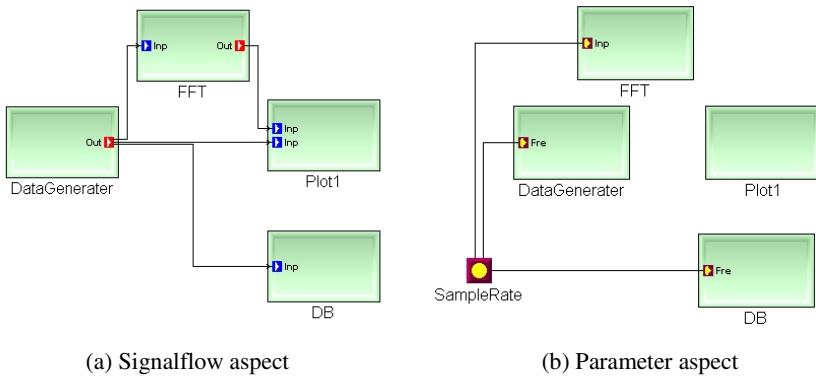 Inp
Out
FFT
Out
DataGenerater
Inp
Inp
Plot1
Inp
DB
(a) Signalflow aspect
Inp
FFT
Fre
DataGenerater
Plot1
SampleRate
Fre
DB
(b) Parameter aspect